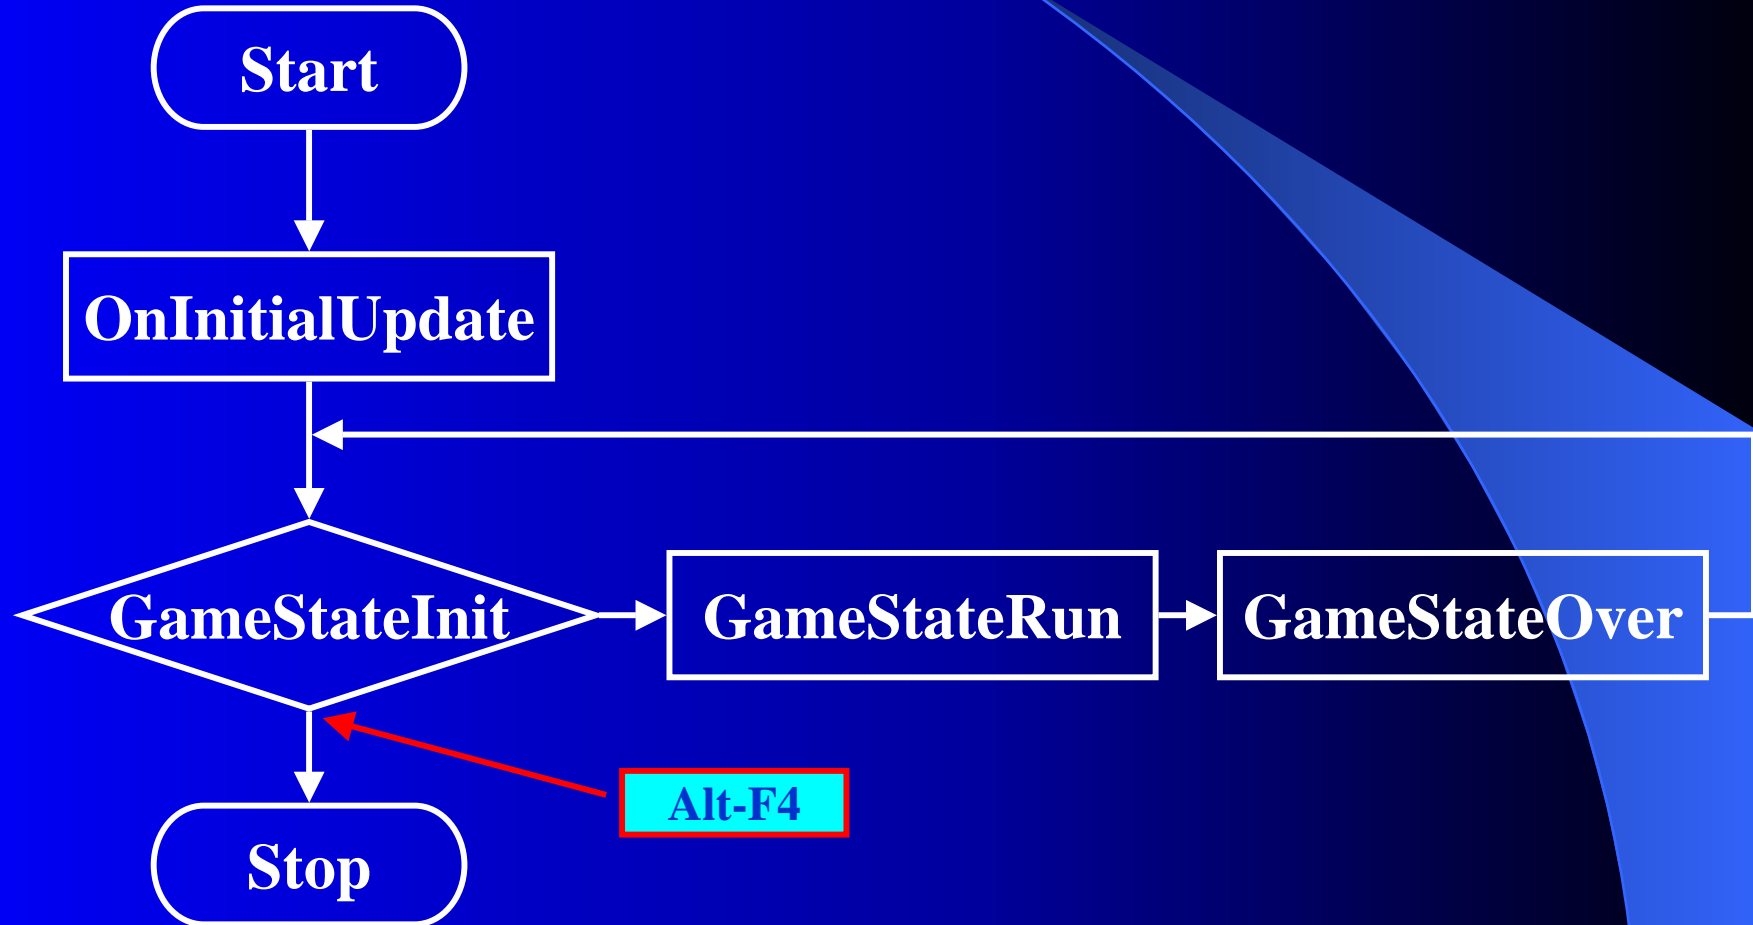 Start
OnInitialUpdate
GameStateInit
GameStateRun
GameStateOver
Alt-F4
Stop